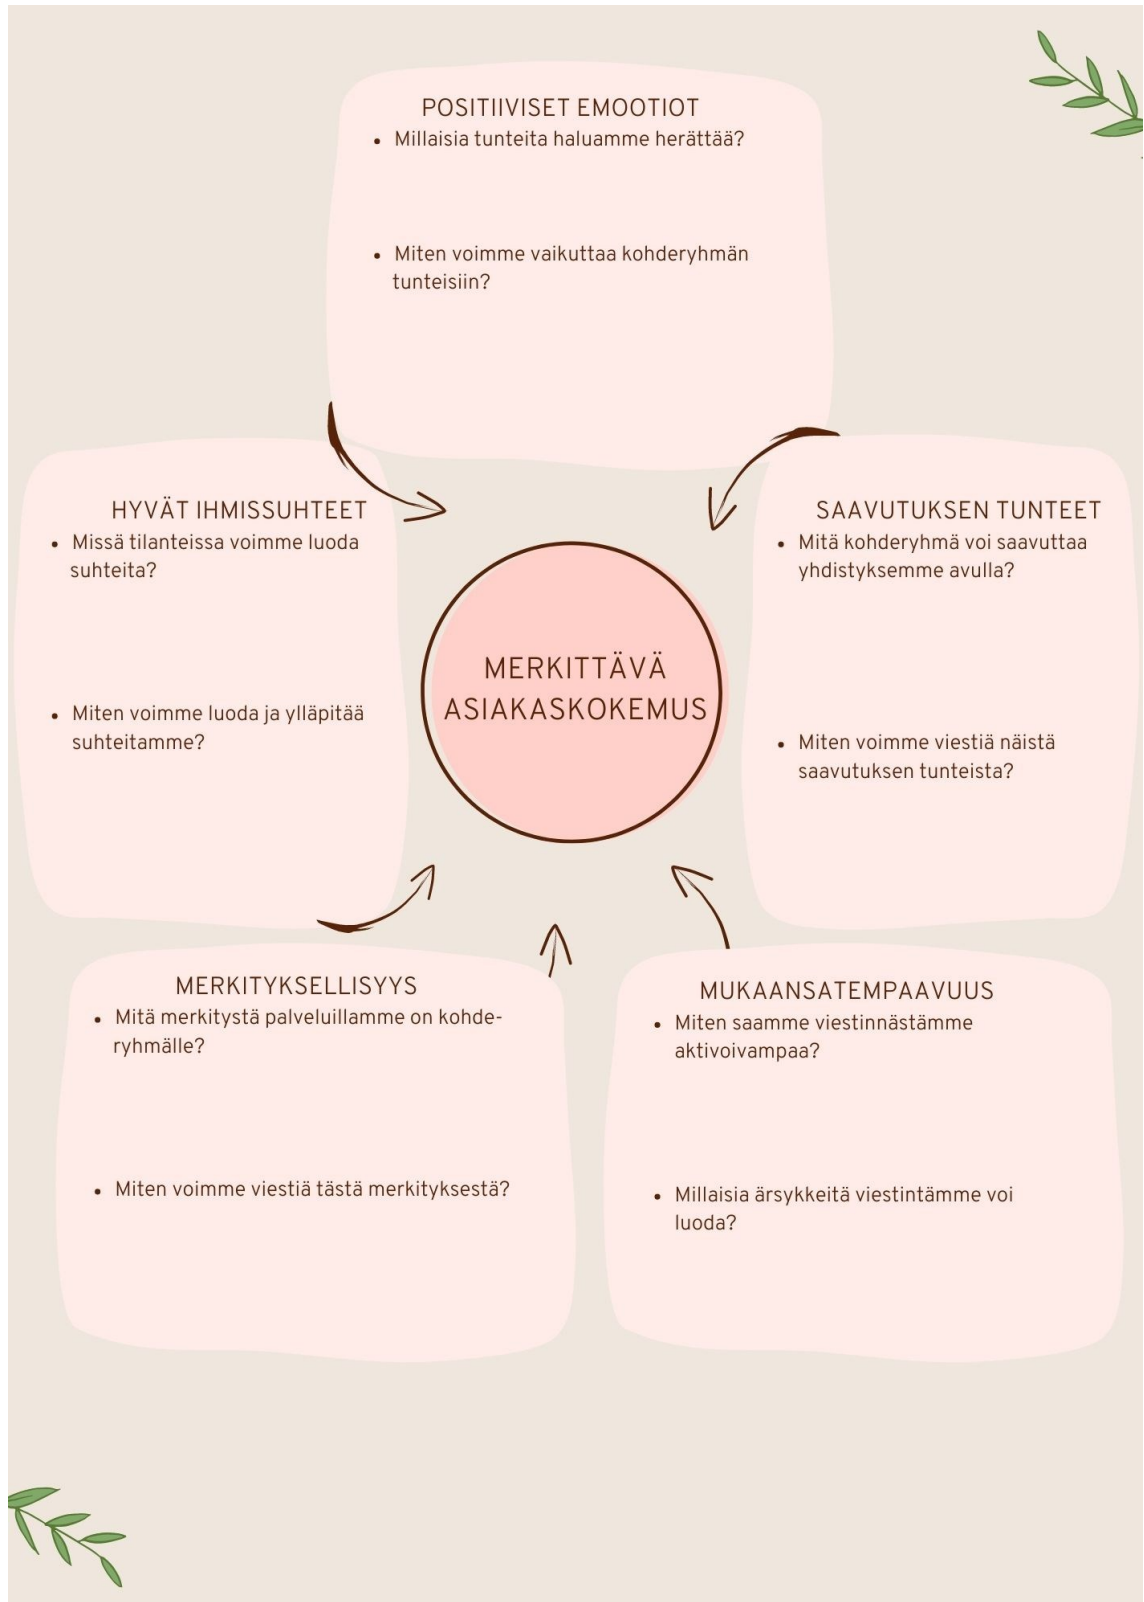 POSITIIVISET EMOOTIOT
• Millaisia tunteita haluamme herättää?
• Miten voimme vaikuttaa kohderyhmän
tunteisiin?
HYVÄT IHMISSUHTEET
• Missä tilanteissa voimme luoda
suhteita?
• Miten voimme luoda ja ylläpitää
suhteitamme?
MERKITTÄVÄ
ASIAKASKOKEMUS
SAAVUTUKSEN TUNTEET
• Mitä kohderyhmä voi saavuttaa
yhdistyksemme avulla?
• Miten voimme viestiä näistä
saavutuksen tunteista?
MERKITYKSELLISYYS
• Mitä merkitystä palveluillamme on kohde-
ryhmälle?
• Miten voimme viestiä tästä merkityksestä?
MUKAANSATEMPAAVUUS
• Miten saamme viestinnästämme
aktivoivampaa?
• Millaisia ärsykkeitä viestintämme voi
luoda?